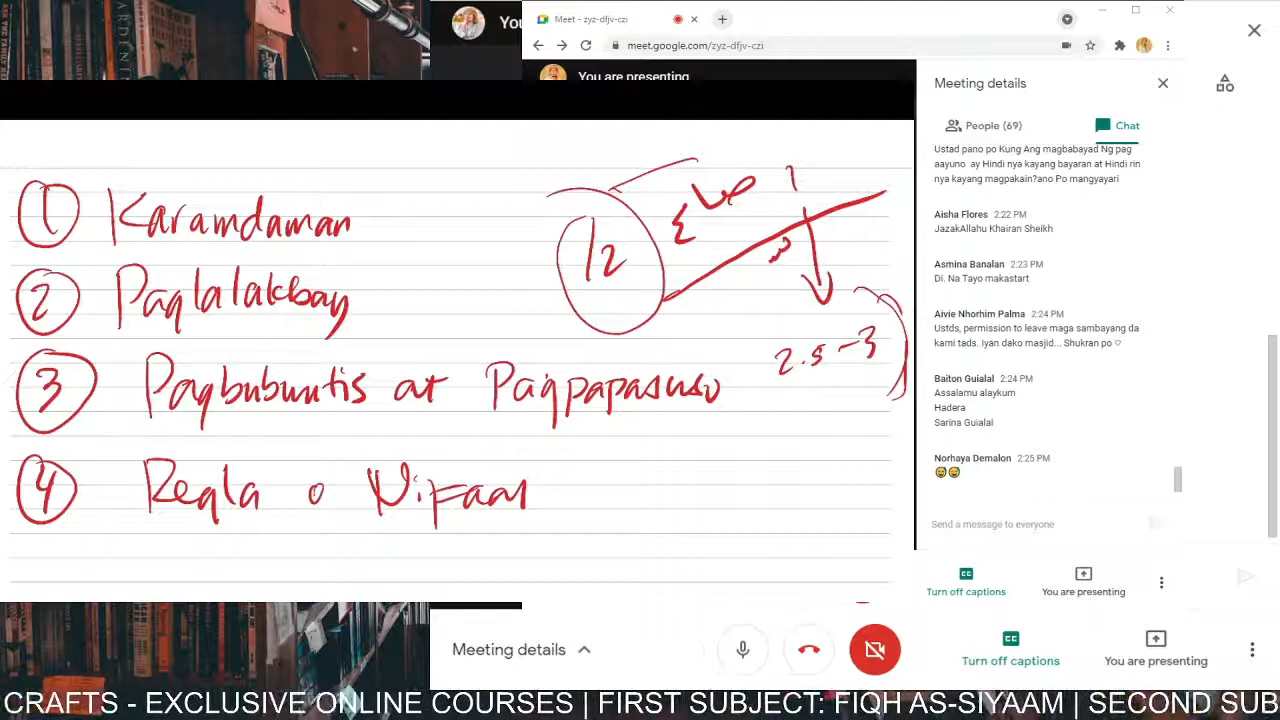 You
Meet - zyz-dfjv-czi
meet.google.com/zyz-dfjv-czi
You are presenting
Meeting details
People (69)
Chat
Ustad pano po Kung Ang magbabayad Ng pag
aayuno ay Hindi nya kayang bayaran at Hindi rin
nya kayang magpakain?ano Po mangyayari
Aisha Flores 2:22 PM
JazakAllahu Khairan Sheikh
Asmina Banalan 2:23 PM
Di. Na Tayo makastart
Aivie Nhorhim Palma 2:24 PM
Ustds, permission to leave maga sambayang da
kami tads. Iyan dako masjid... Shukran po ♡
Baiton Guialal 2:24 PM
Assalamu alaykum
Hadera
Sarina Guialal
Norhaya Demalon 2:25 PM
😅😅
Send a message to everyone
CC
Turn off captions
You are presenting
1 Karamdaman
2 Paglalakbay
3 Pagbubuntis at Pagpapasuso
4 Regla o Nifaas
12
2.5 - 3
Meeting details
CC
Turn off captions
You are presenting
CRAFTS - EXCLUSIVE ONLINE COURSES | FIRST SUBJECT: FIQH AS-SIYAAM | SECOND SUB